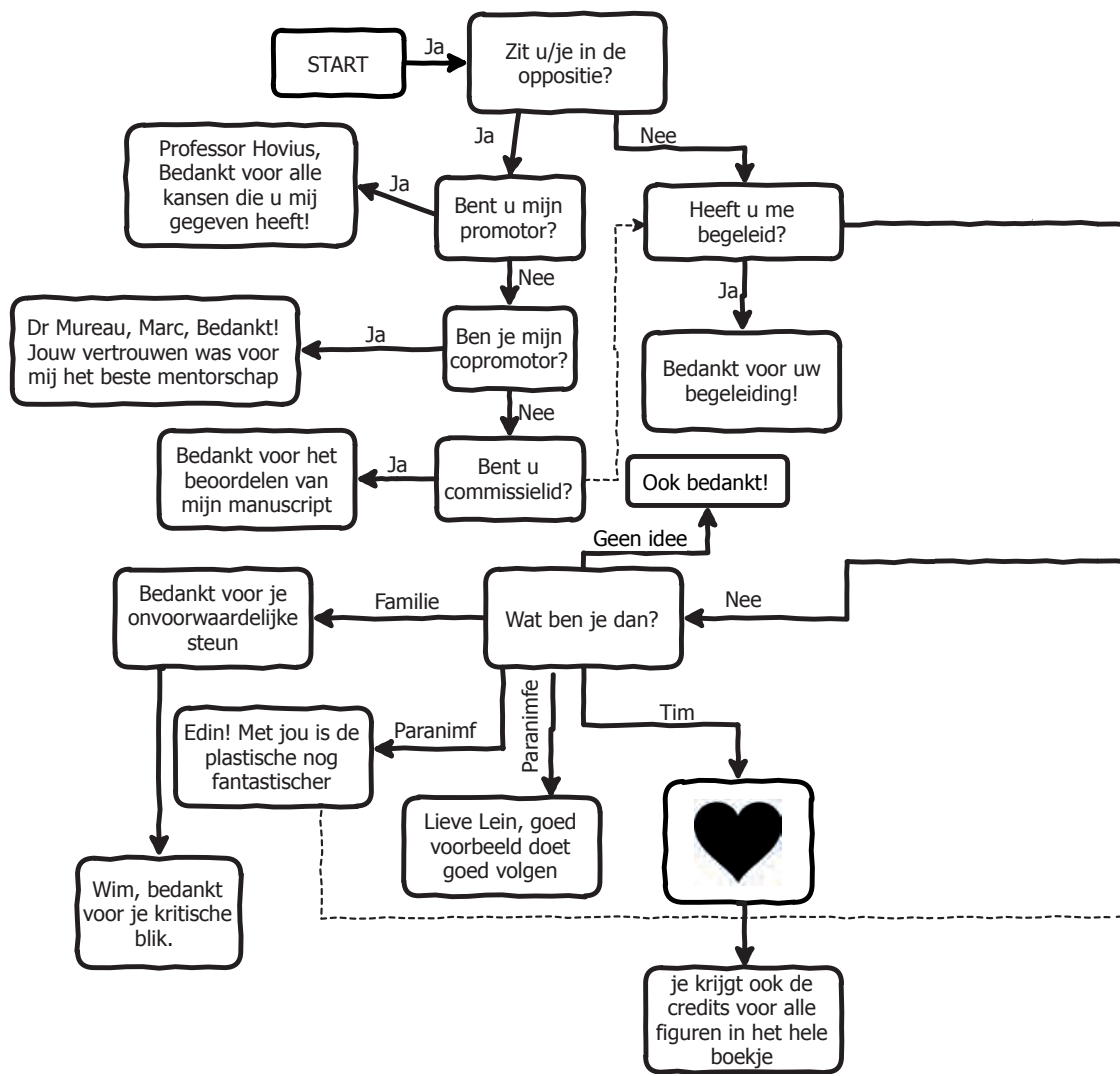 START
Ja
Zit u/je in de
oppositie?
Ja
Nee
Professor Hovius,
Bedankt voor alle
kansen die u mij
gegeven heeft!
Ja
Bent u mijn
promotor?
Heeft u me
begeleid?
Nee
Ja
Dr Mureau, Marc, Bedankt!
Jouw vertrouwen was voor
mij het beste mentorschap
Ja
Ben je mijn
copromotor?
Bedankt voor uw
begeleiding!
Nee
Bedankt voor het
beoordelen van
mijn manuscript
Ja
Bent u
commissielid?
Ook bedankt!
Geen idee
Bedankt voor je
onvoorwaardelijke
steun
Familie
Wat ben je dan?
Nee
Edin! Met jou is de
plastische nog
fantastischer
Paranimf
Paranimfe
Tim
Lieve Lein, goed
voorbeeld doet
goed volgen
Wim, bedankt
voor je kritische
blik.
je krijgt ook de
credits voor alle
figuren in het hele
boekje